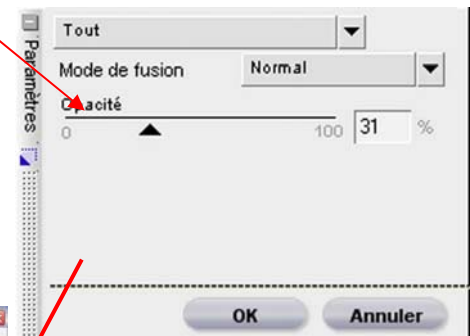 Paramètres
Tout
Mode de fusion Normal
Opacité
0 100 31 %
OK Annuler